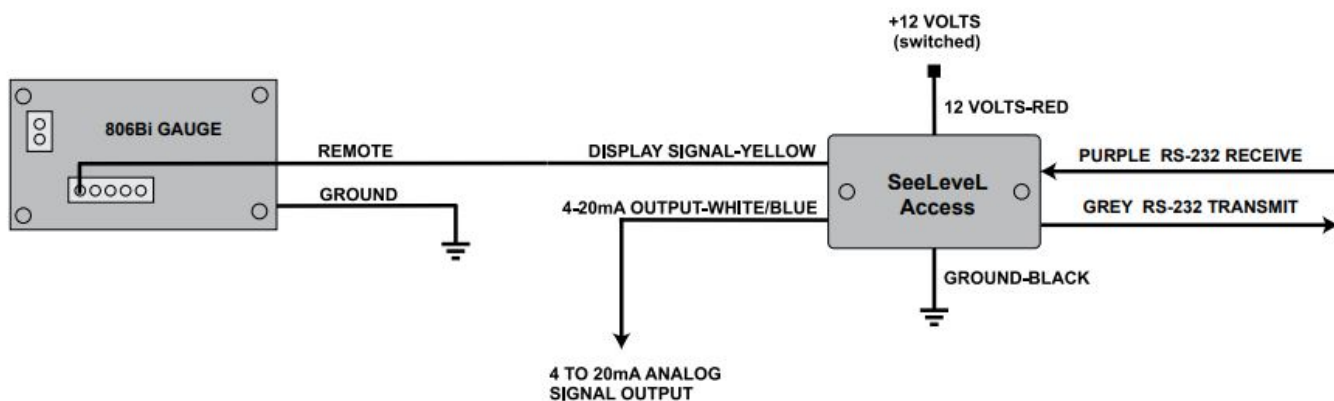 +12 VOLTS
(switched)
12 VOLTS-RED
806Bi GAUGE
REMOTE
DISPLAY SIGNAL-YELLOW
PURPLE RS-232 RECEIVE
SeeLeveL
Access
GROUND
4-20mA OUTPUT-WHITE/BLUE
GREY RS-232 TRANSMIT
GROUND-BLACK
4 TO 20mA ANALOG
SIGNAL OUTPUT